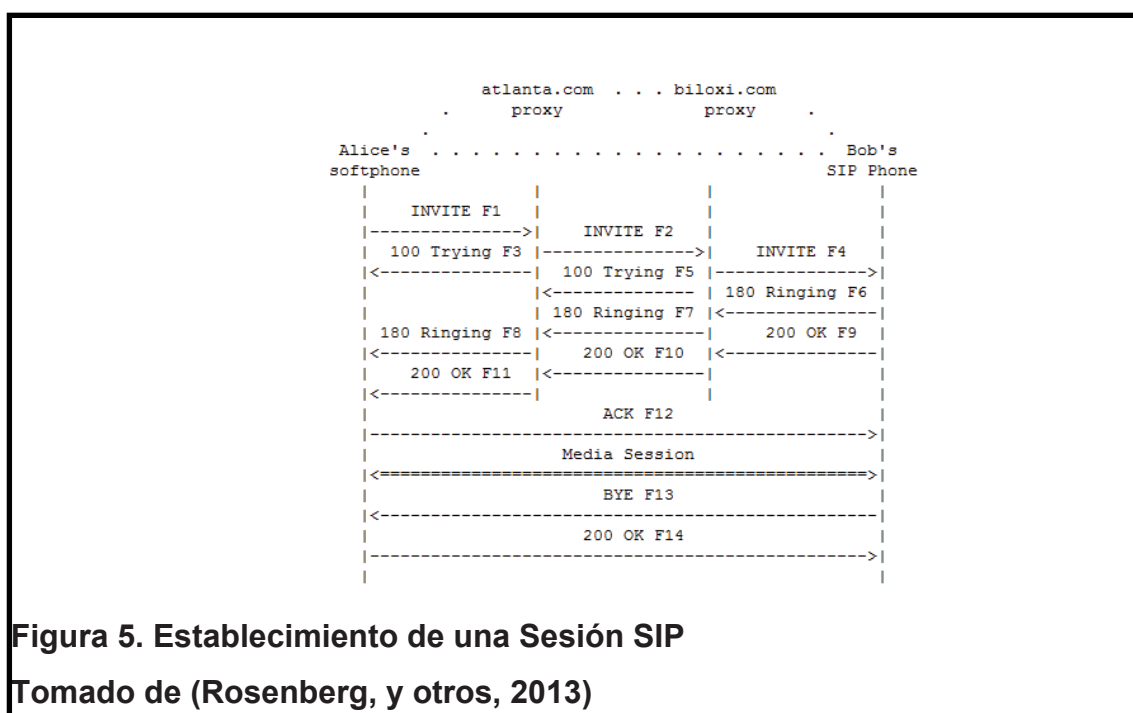 atlanta.com . . . biloxi.com
. proxy proxy .
. .
Alice's . . . . . . . . . . . . . . . . . . . . Bob's
softphone SIP Phone
| | | |
| INVITE F1 | | |
|--------------->| INVITE F2 | |
| 100 Trying F3 |--------------->| INVITE F4 |
|<---------------| 100 Trying F5 |--------------->|
| |<-------------- | 180 Ringing F6 |
| | 180 Ringing F7 |<---------------|
| 180 Ringing F8 |<---------------| 200 OK F9 |
|<---------------| 200 OK F10 |<---------------|
| 200 OK F11 |<---------------| |
|<---------------| | |
| ACK F12 |
|------------------------------------------------->|
| Media Session |
|<================================================>|
| BYE F13 |
|<-------------------------------------------------|
| 200 OK F14 |
|------------------------------------------------->|
| |
Figura 5. Establecimiento de una Sesión SIP
Tomado de (Rosenberg, y otros, 2013)